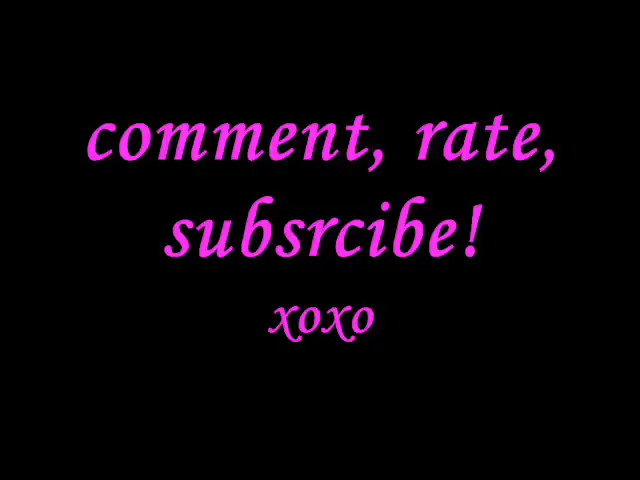 comment, rate,
subsrcibe!
xoxo